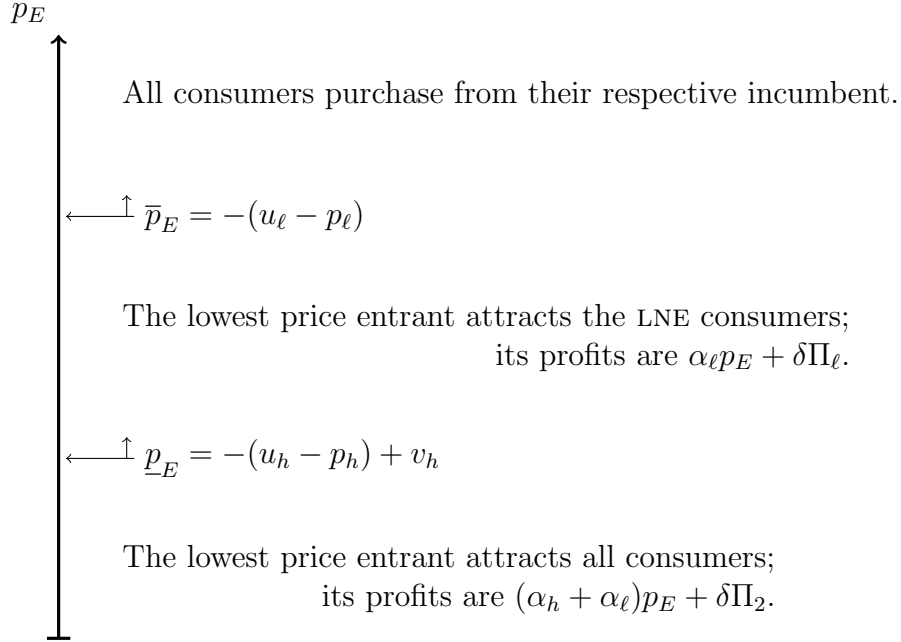 p_E
All consumers purchase from their respective incumbent.
p̅_E = −(u_ℓ − p_ℓ)
The lowest price entrant attracts the LNE consumers;
its profits are α_ℓ p_E + δΠ_ℓ.
p̲_E = −(u_h − p_h) + v_h
The lowest price entrant attracts all consumers;
its profits are (α_h + α_ℓ)p_E + δΠ_2.